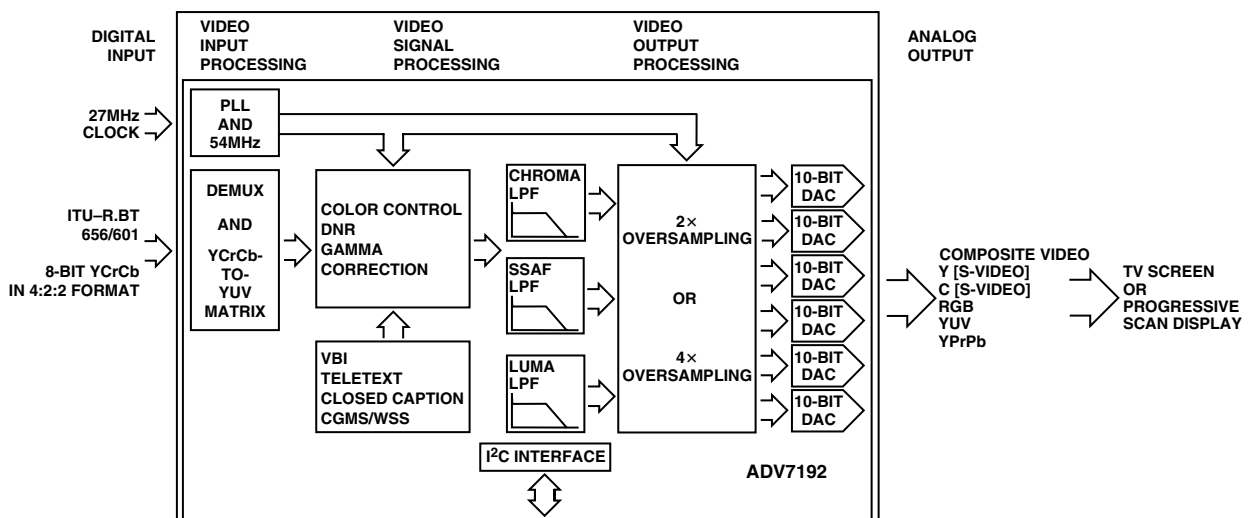 DIGITAL
INPUT
VIDEO
INPUT
PROCESSING
VIDEO
SIGNAL
PROCESSING
VIDEO
OUTPUT
PROCESSING
ANALOG
OUTPUT
27MHz
CLOCK
PLL
AND
54MHz
ITU–R.BT
656/601
8-BIT YCrCb
IN 4:2:2 FORMAT
DEMUX
AND
YCrCb-
TO-
YUV
MATRIX
COLOR CONTROL
DNR
GAMMA
CORRECTION
VBI
TELETEXT
CLOSED CAPTION
CGMS/WSS
CHROMA
LPF
SSAF
LPF
LUMA
LPF
I²C INTERFACE
2×
OVERSAMPLING
OR
4×
OVERSAMPLING
10-BIT
DAC
10-BIT
DAC
10-BIT
DAC
10-BIT
DAC
10-BIT
DAC
10-BIT
DAC
ADV7192
COMPOSITE VIDEO
Y [S-VIDEO]
C [S-VIDEO]
RGB
YUV
YPrPb
TV SCREEN
OR
PROGRESSIVE
SCAN DISPLAY